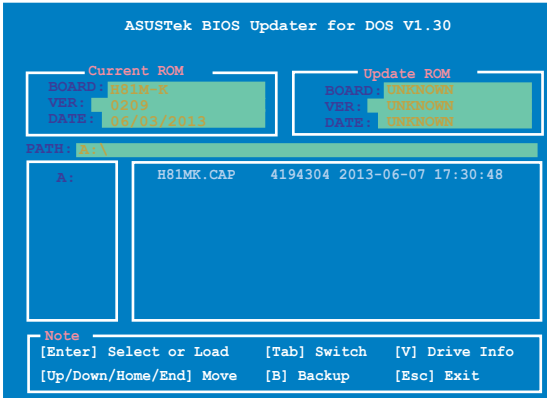 ASUSTek BIOS Updater for DOS V1.30
Current ROM
BOARD: H81M-K
VER: 0209
DATE: 06/03/2013
Update ROM
BOARD: UNKNOWN
VER: UNKNOWN
DATE: UNKNOWN
PATH: A:\
A:
H81MK.CAP 4194304 2013-06-07 17:30:48
Note
[Enter] Select or Load [Tab] Switch [V] Drive Info
[Up/Down/Home/End] Move [B] Backup [Esc] Exit